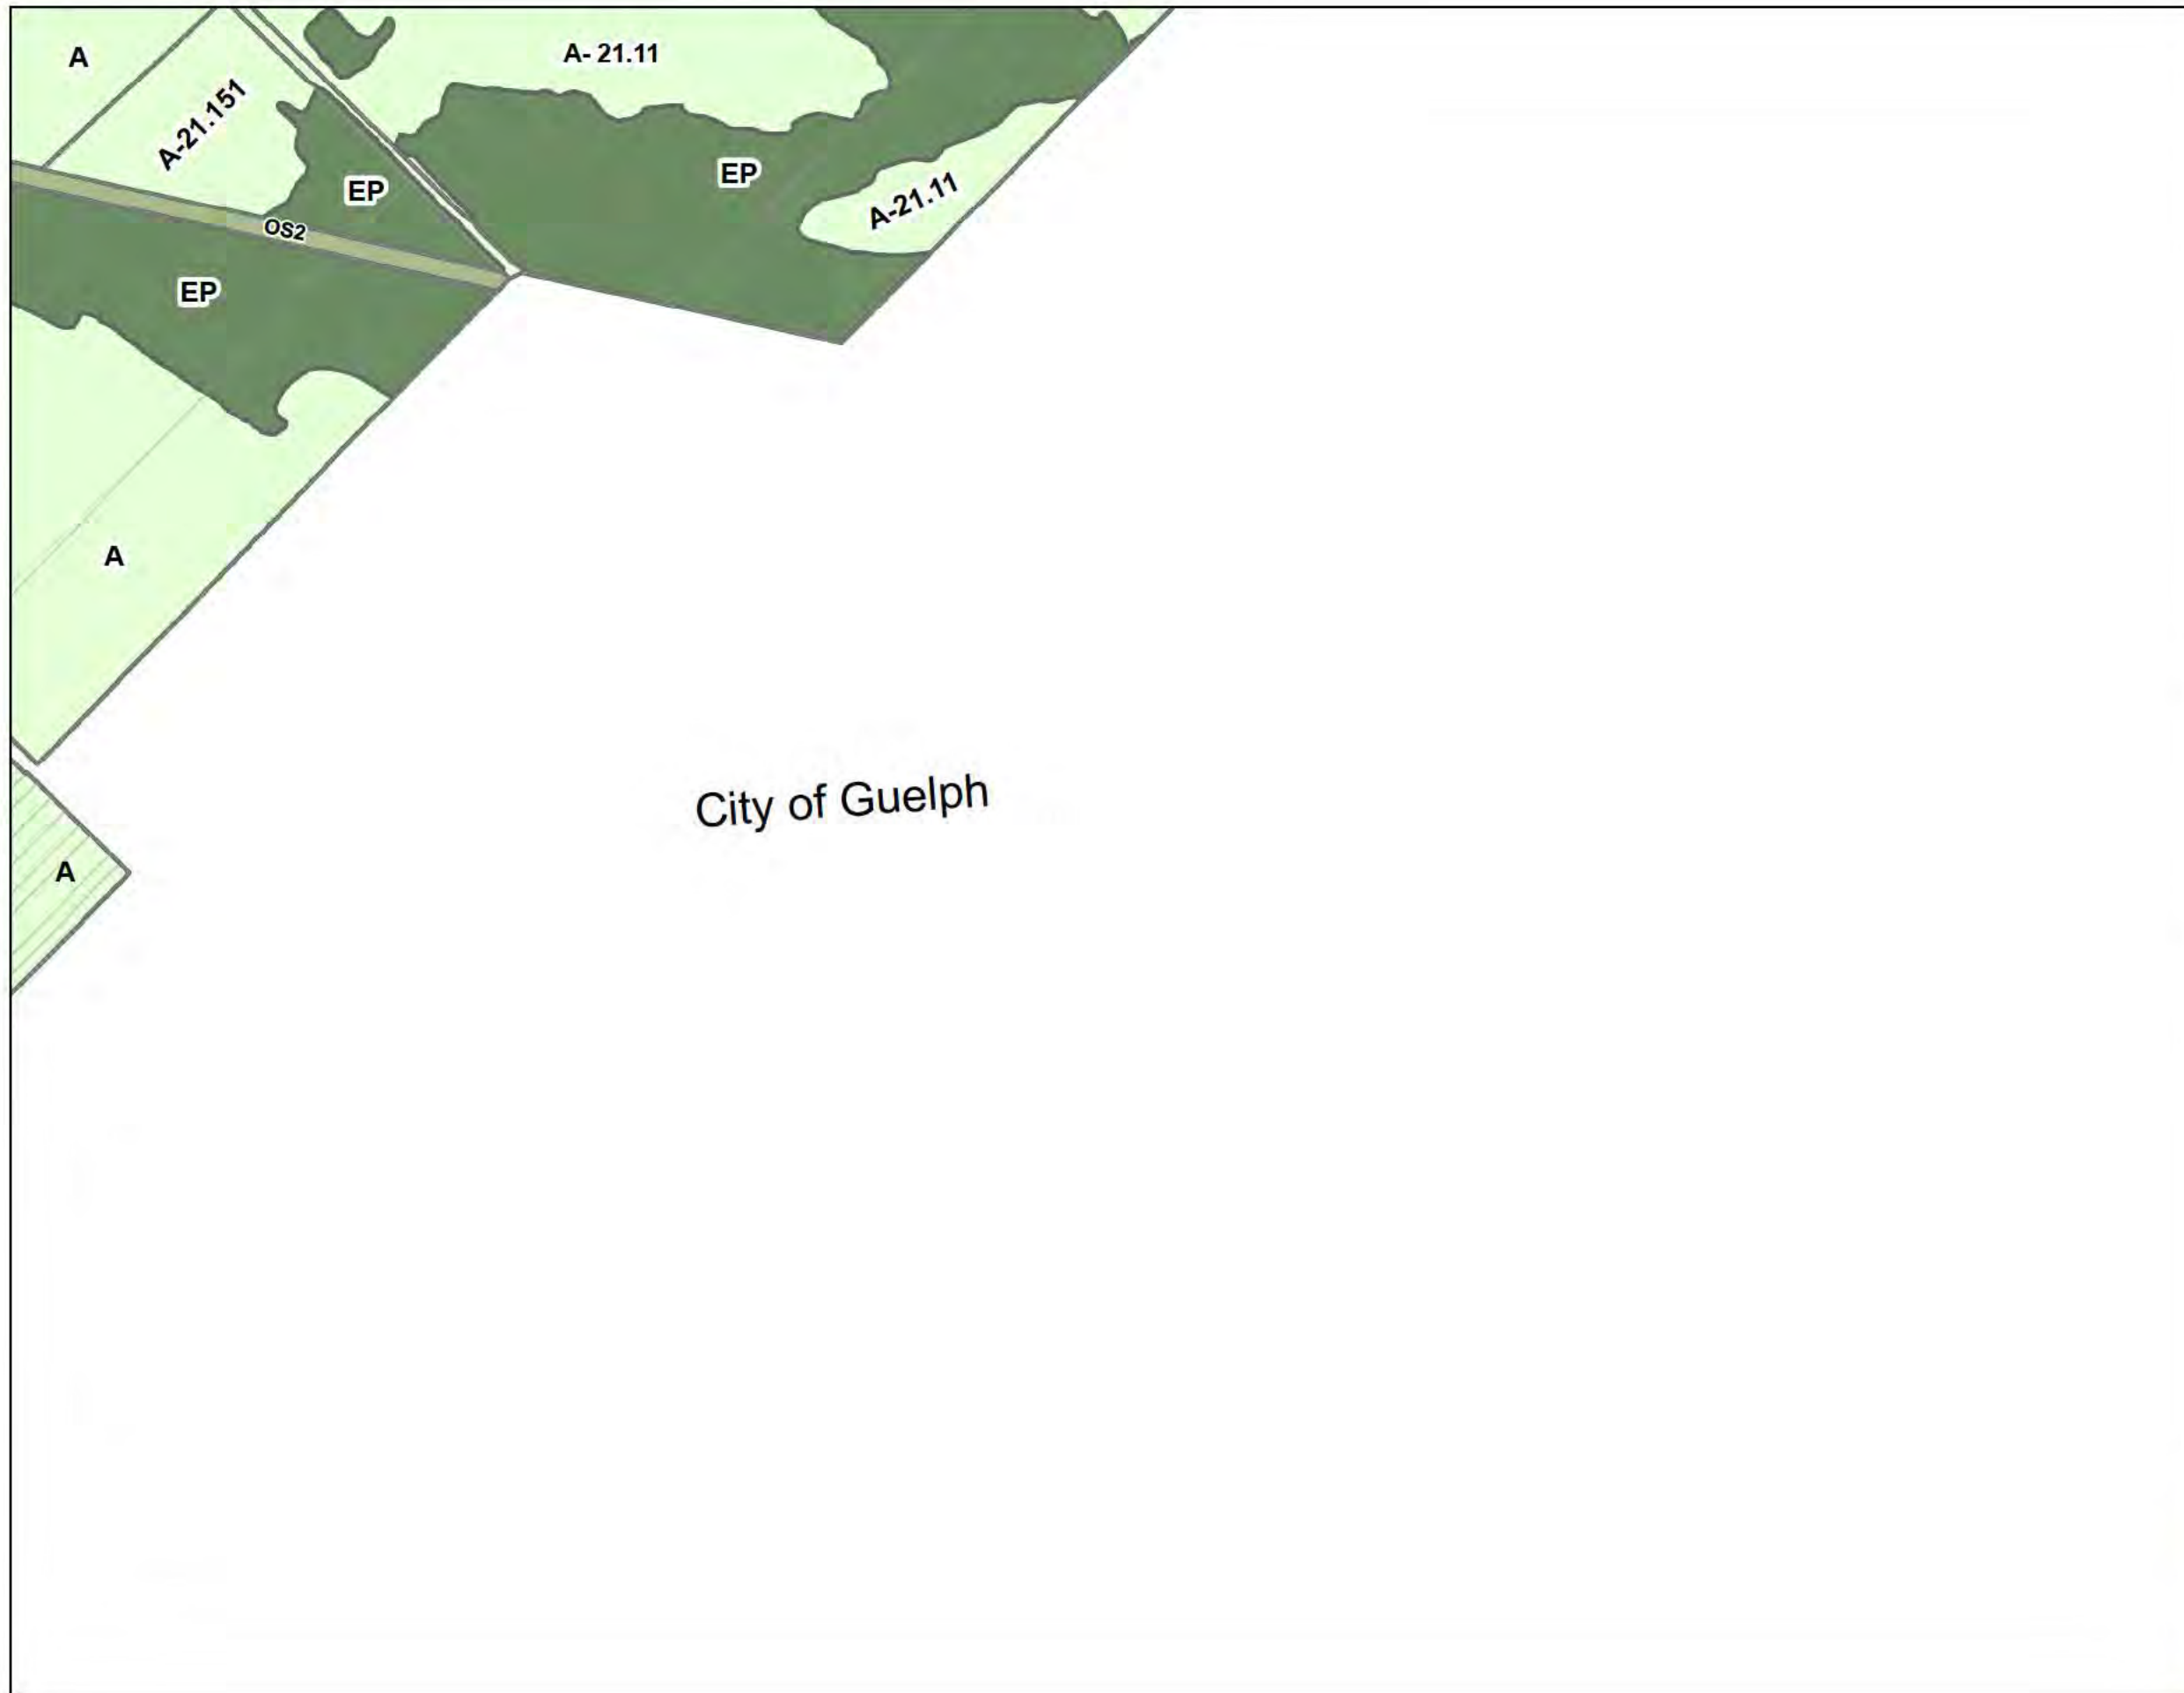 A
A- 21.11
A-21.151
EP
EP
A-21.11
OS2
EP
A
City of Guelph
A